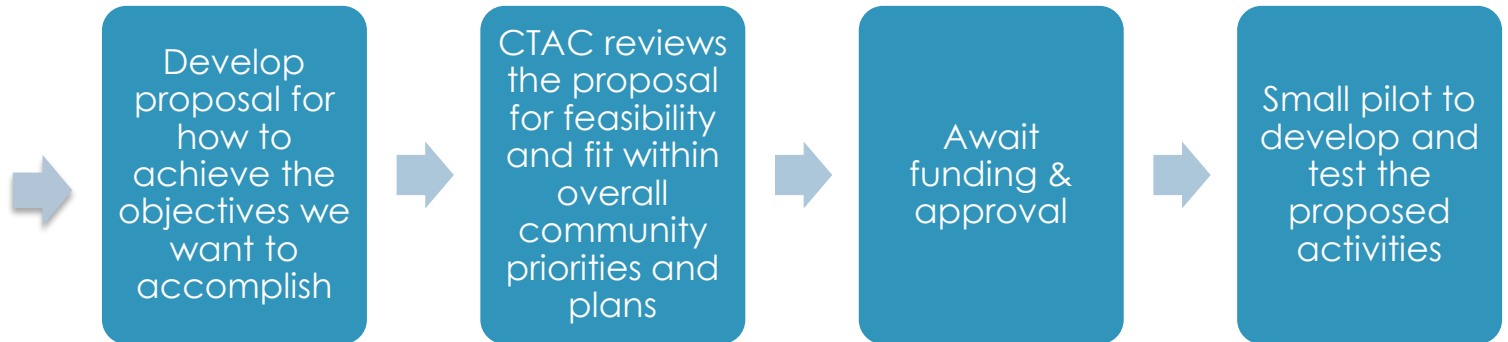 Develop
proposal for
how to
achieve the
objectives we
want to
accomplish
CTAC reviews
the proposal
for feasibility
and fit within
overall
community
priorities and
plans
Await
funding &
approval
Small pilot to
develop and
test the
proposed
activities